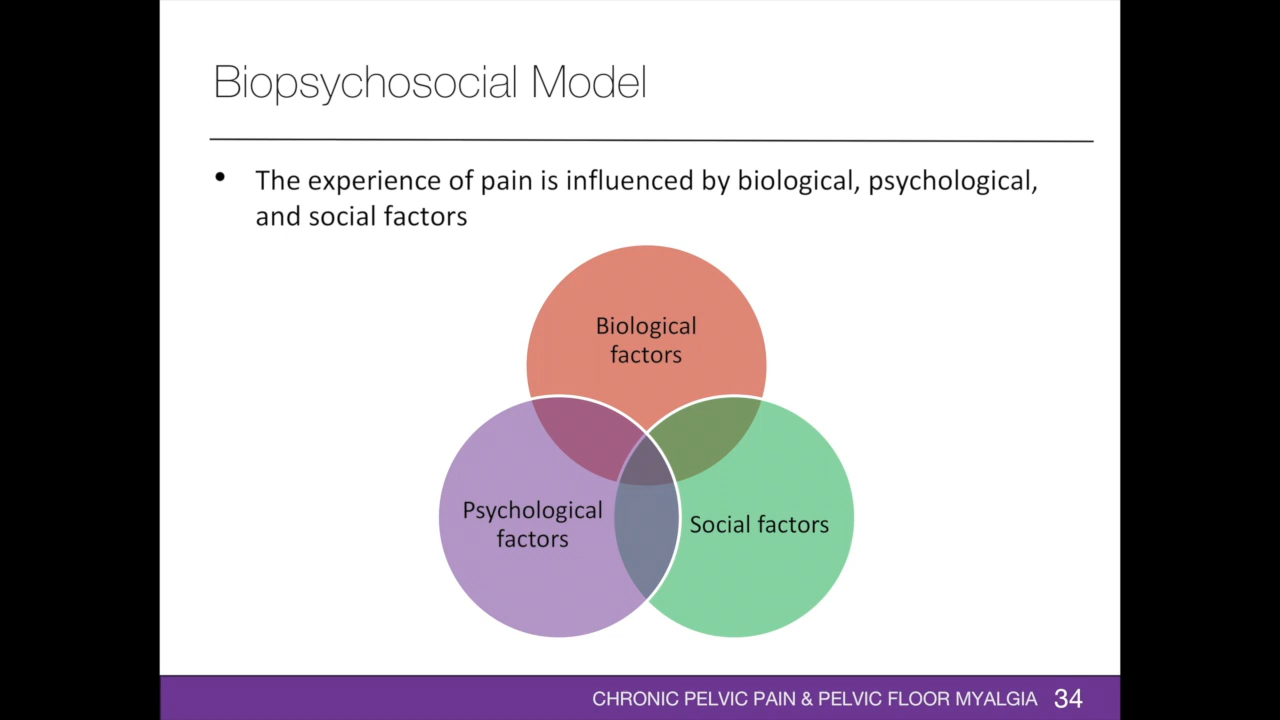 Biopsychosocial Model
• The experience of pain is influenced by biological, psychological,
and social factors
Biological
factors
Psychological
factors
Social factors
CHRONIC PELVIC PAIN & PELVIC FLOOR MYALGIA 34